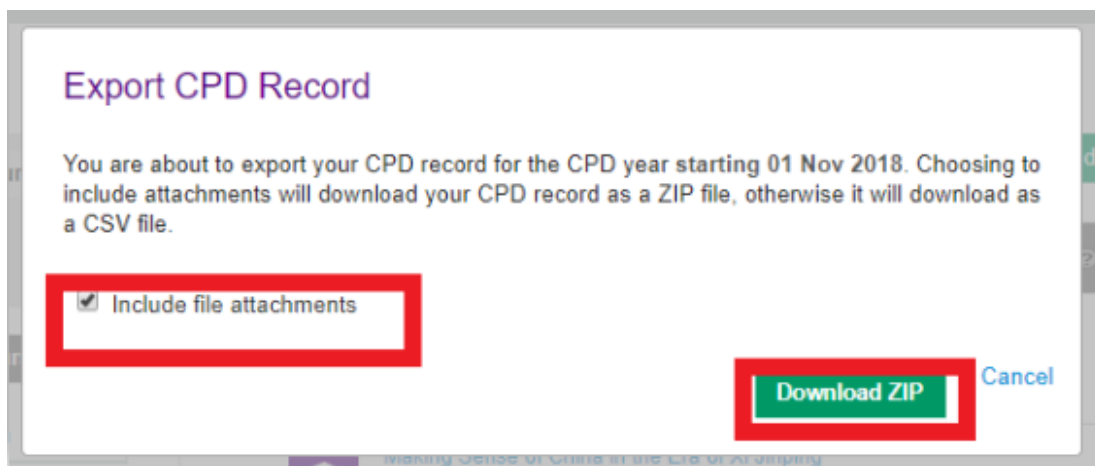 Export CPD Record
You are about to export your CPD record for the CPD year starting 01 Nov 2018. Choosing to
include attachments will download your CPD record as a ZIP file, otherwise it will download as
a CSV file.
Include file attachments
Download ZIP
Cancel
Making Sense of China in the Era of Xi Jinping